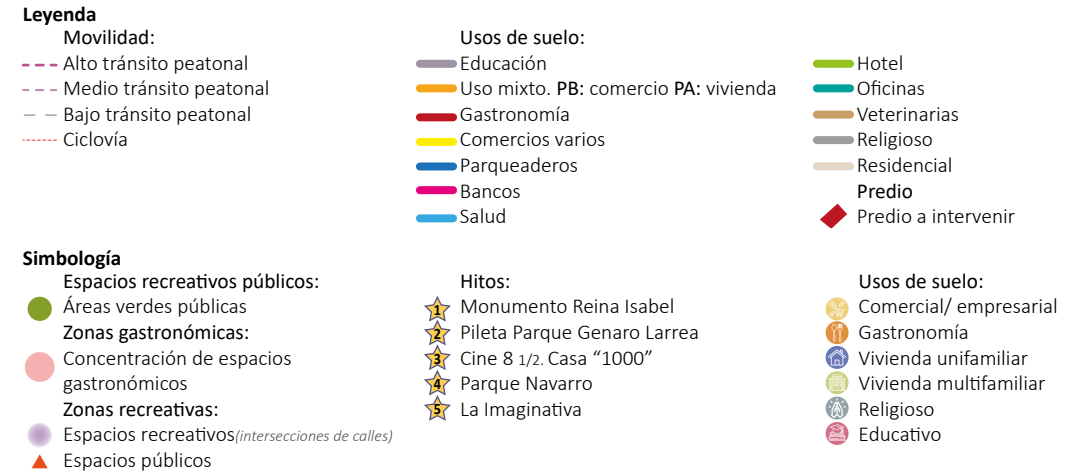 Leyenda
Movilidad:
Alto tránsito peatonal
Medio tránsito peatonal
Bajo tránsito peatonal
Ciclovía
Usos de suelo:
Educación
Uso mixto. PB: comercio PA: vivienda
Gastronomía
Comercios varios
Parqueaderos
Bancos
Salud
Hotel
Oficinas
Veterinarias
Religioso
Residencial
Predio
Predio a intervenir
Simbología
Espacios recreativos públicos:
Áreas verdes públicas
Zonas gastronómicas:
Concentración de espacios
gastronómicos
Zonas recreativas:
Espacios recreativos(intersecciones de calles)
Espacios públicos
Hitos:
1 Monumento Reina Isabel
2 Pileta Parque Genaro Larrea
3 Cine 8 1/2. Casa “1000”
4 Parque Navarro
5 La Imaginativa
Usos de suelo:
Comercial/ empresarial
Gastronomía
Vivienda unifamiliar
Vivienda multifamiliar
Religioso
Educativo